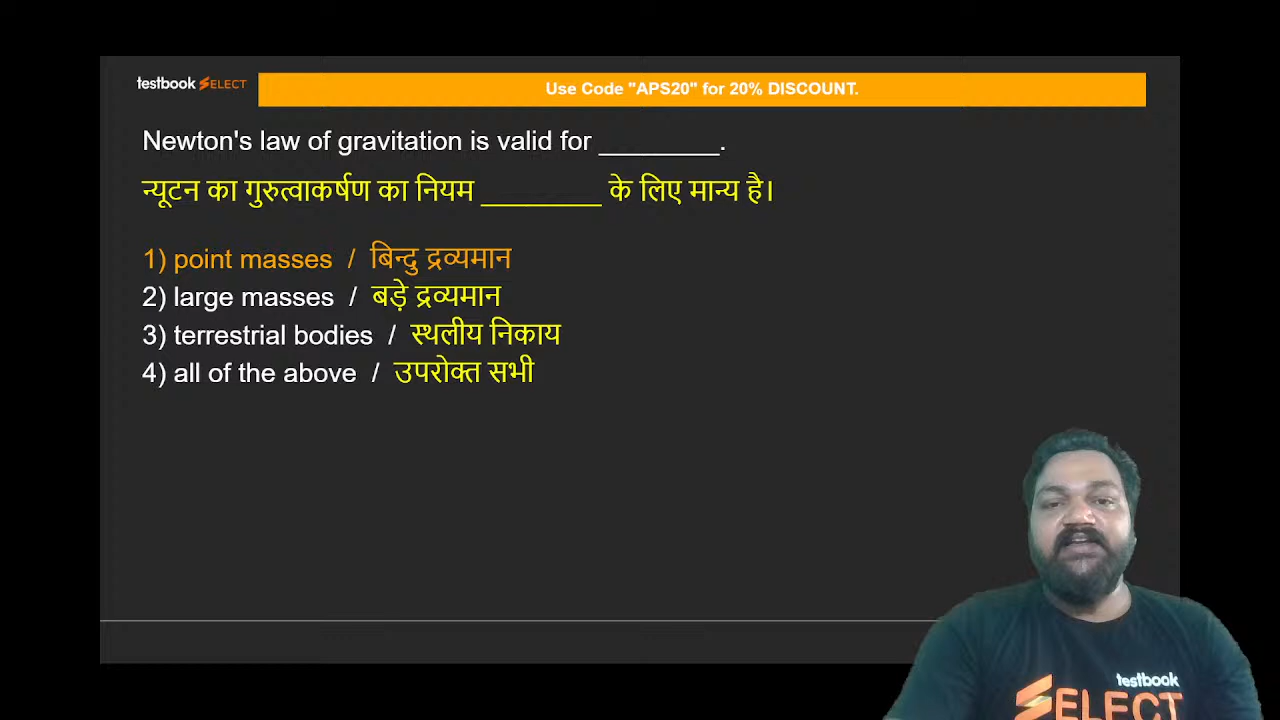 testbook SELECT
Use Code "APS20" for 20% DISCOUNT.
Newton's law of gravitation is valid for ________.
न्यूटन का गुरुत्वाकर्षण का नियम ________ के लिए मान्य है।
1) point masses / बिन्दु द्रव्यमान
2) large masses / बड़े द्रव्यमान
3) terrestrial bodies / स्थलीय निकाय
4) all of the above / उपरोक्त सभी
testbook
SELECT